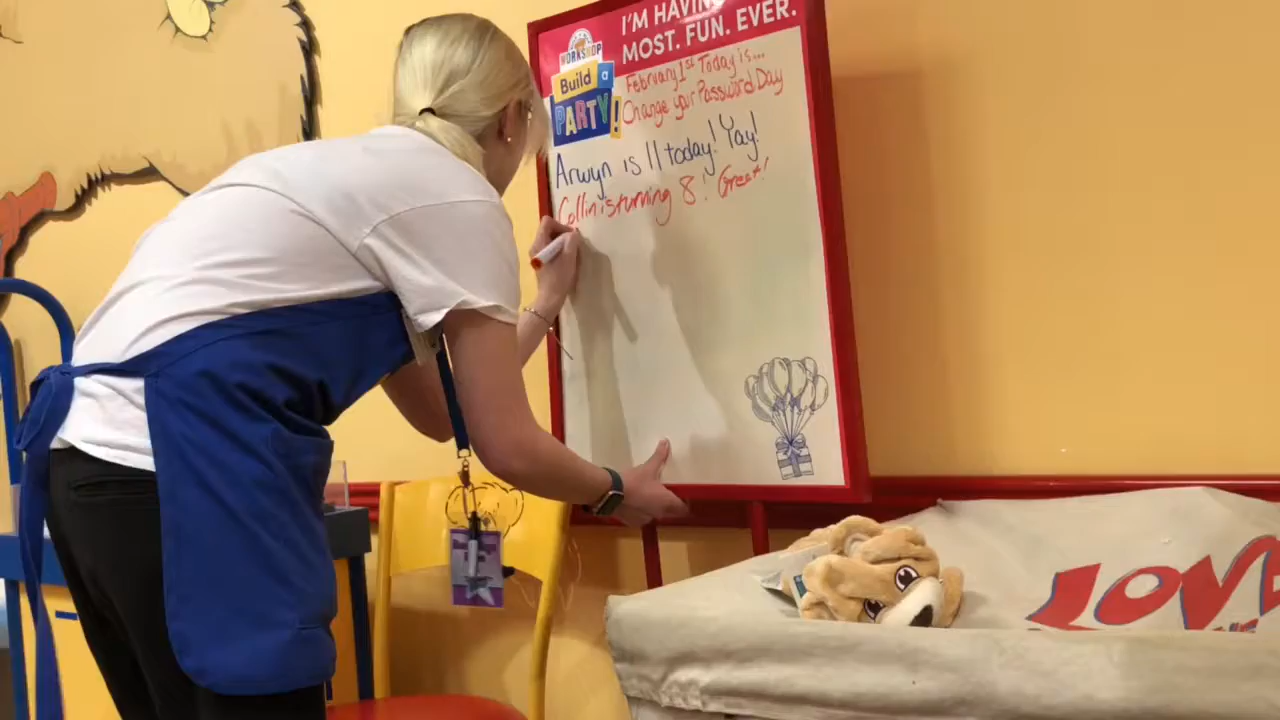 I'M HAVING
MOST. FUN. EVER.
WORKSHOP
Build a
PARTY!
February 1st Today is...
Change your Password Day
Arwyn is 11 today! Yay!
Collin is turning 8! Great!
LOVE